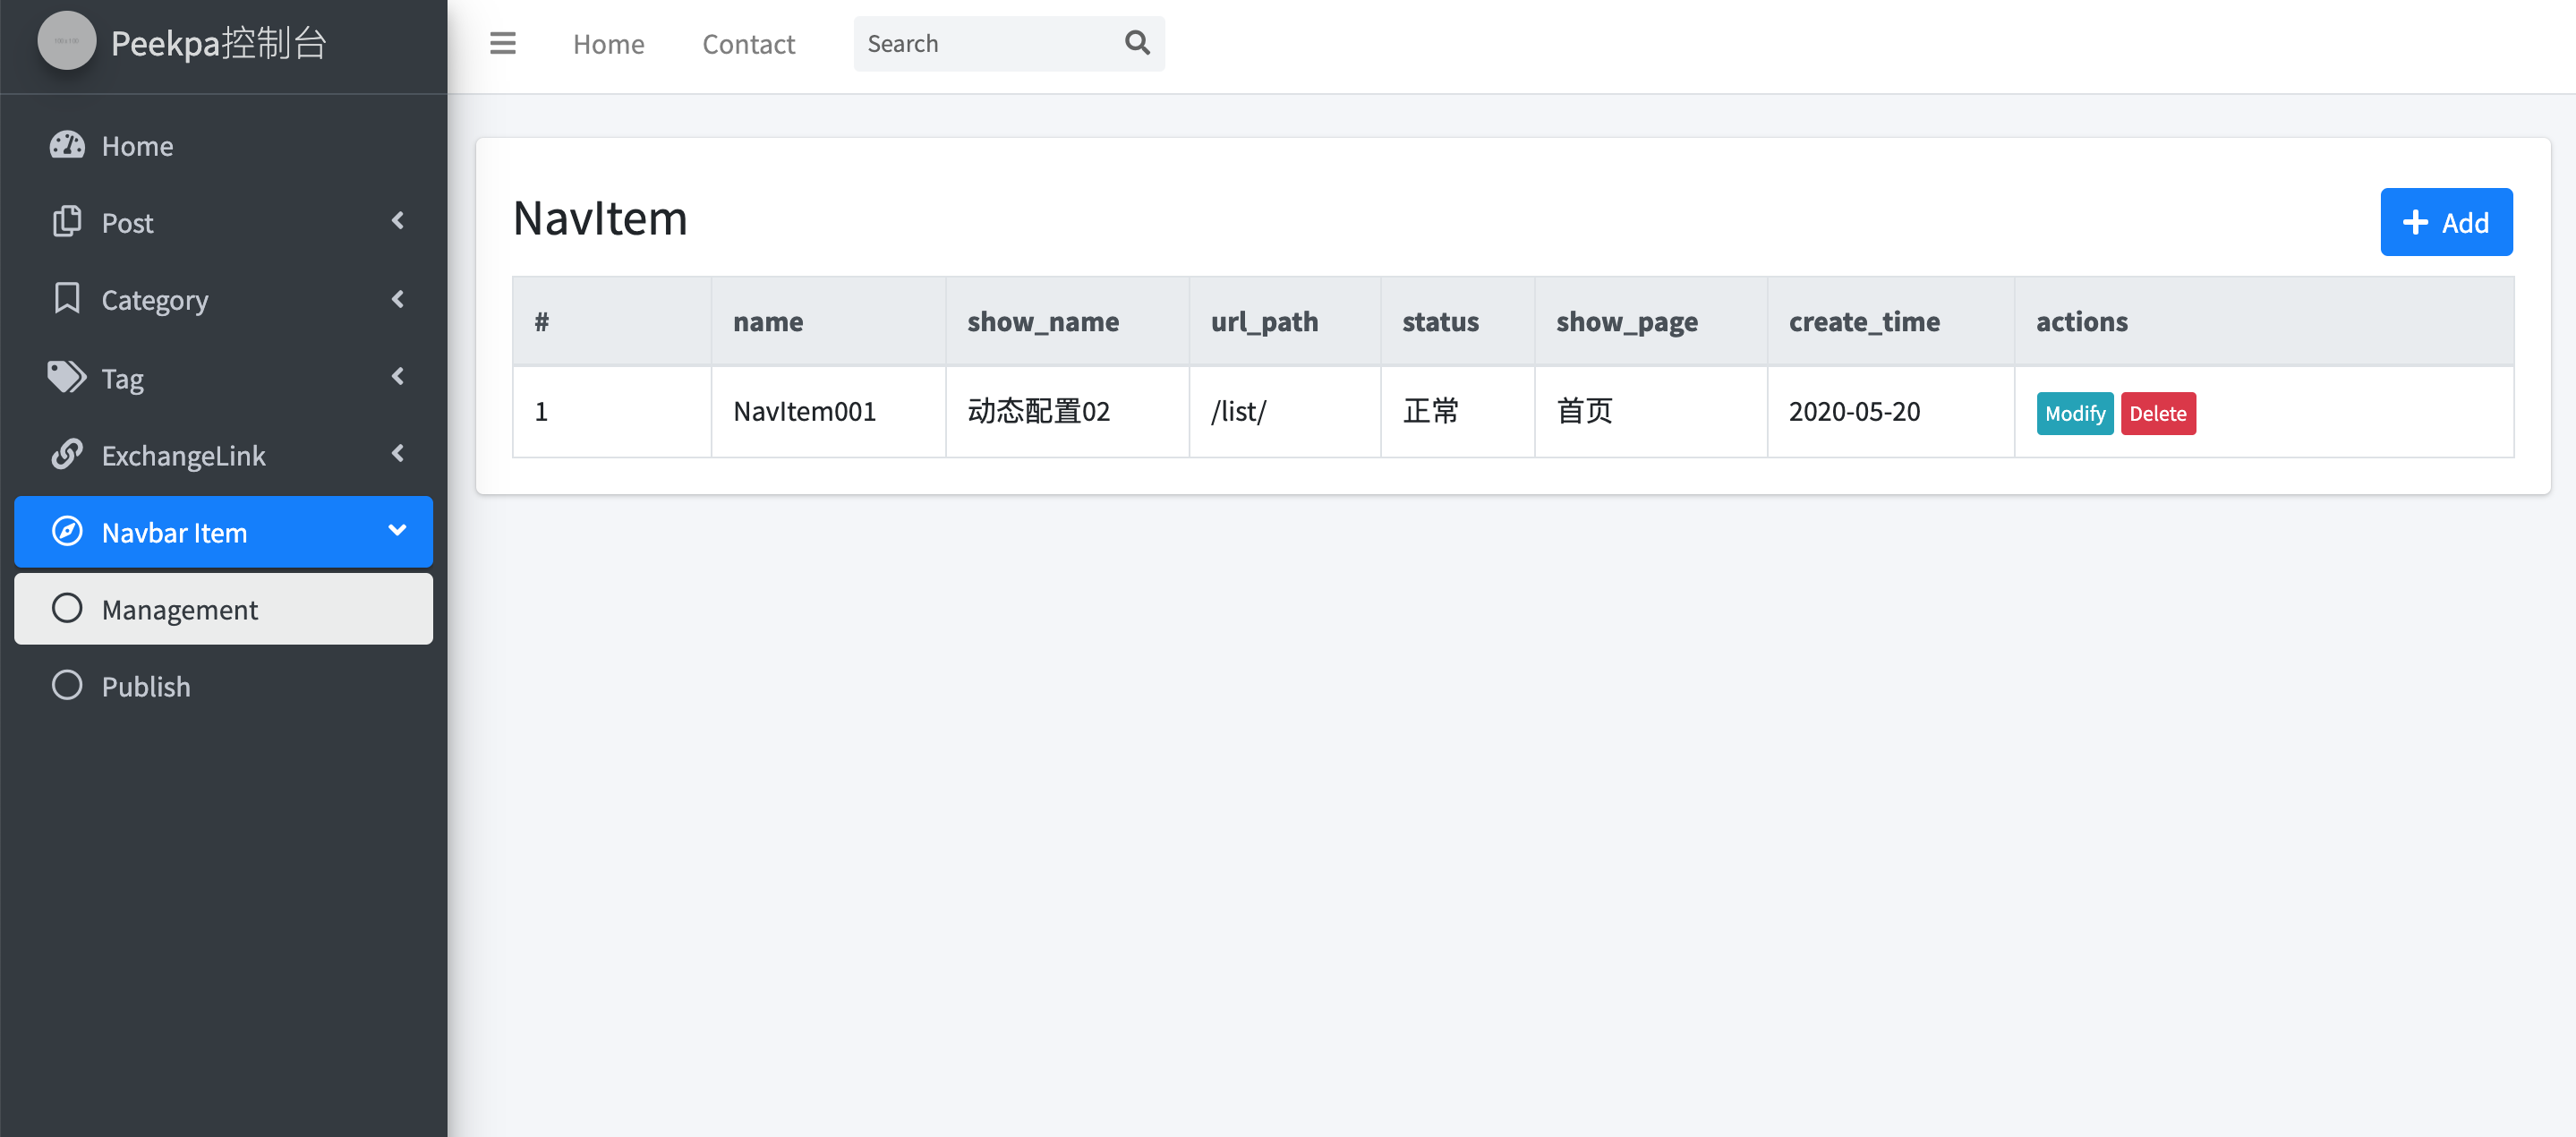 Peekpa控制台
Home Contact Search
Home
Post
Category
Tag
ExchangeLink
Navbar Item
Management
Publish
NavItem
Add
# name show_name url_path status show_page create_time actions
1 NavItem001 动态配置02 /list/ 正常 首页 2020-05-20 Modify Delete